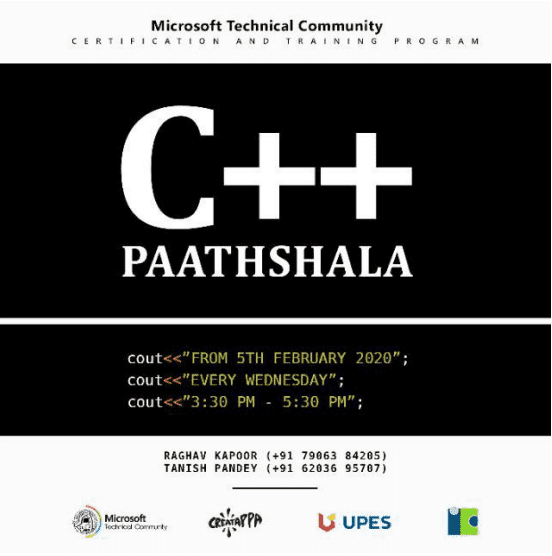 Microsoft Technical Community
CERTIFICATION AND TRAINING PROGRAM
C++
PAATHSHALA
cout<<”FROM 5TH FEBRUARY 2020”;
cout<<”EVERY WEDNESDAY”;
cout<<”3:30 PM - 5:30 PM”;
RAGHAV KAPOOR (+91 79063 84205)
TANISH PANDEY (+91 62036 95707)
Microsoft
Technical Community
CREATAPPA
UPES